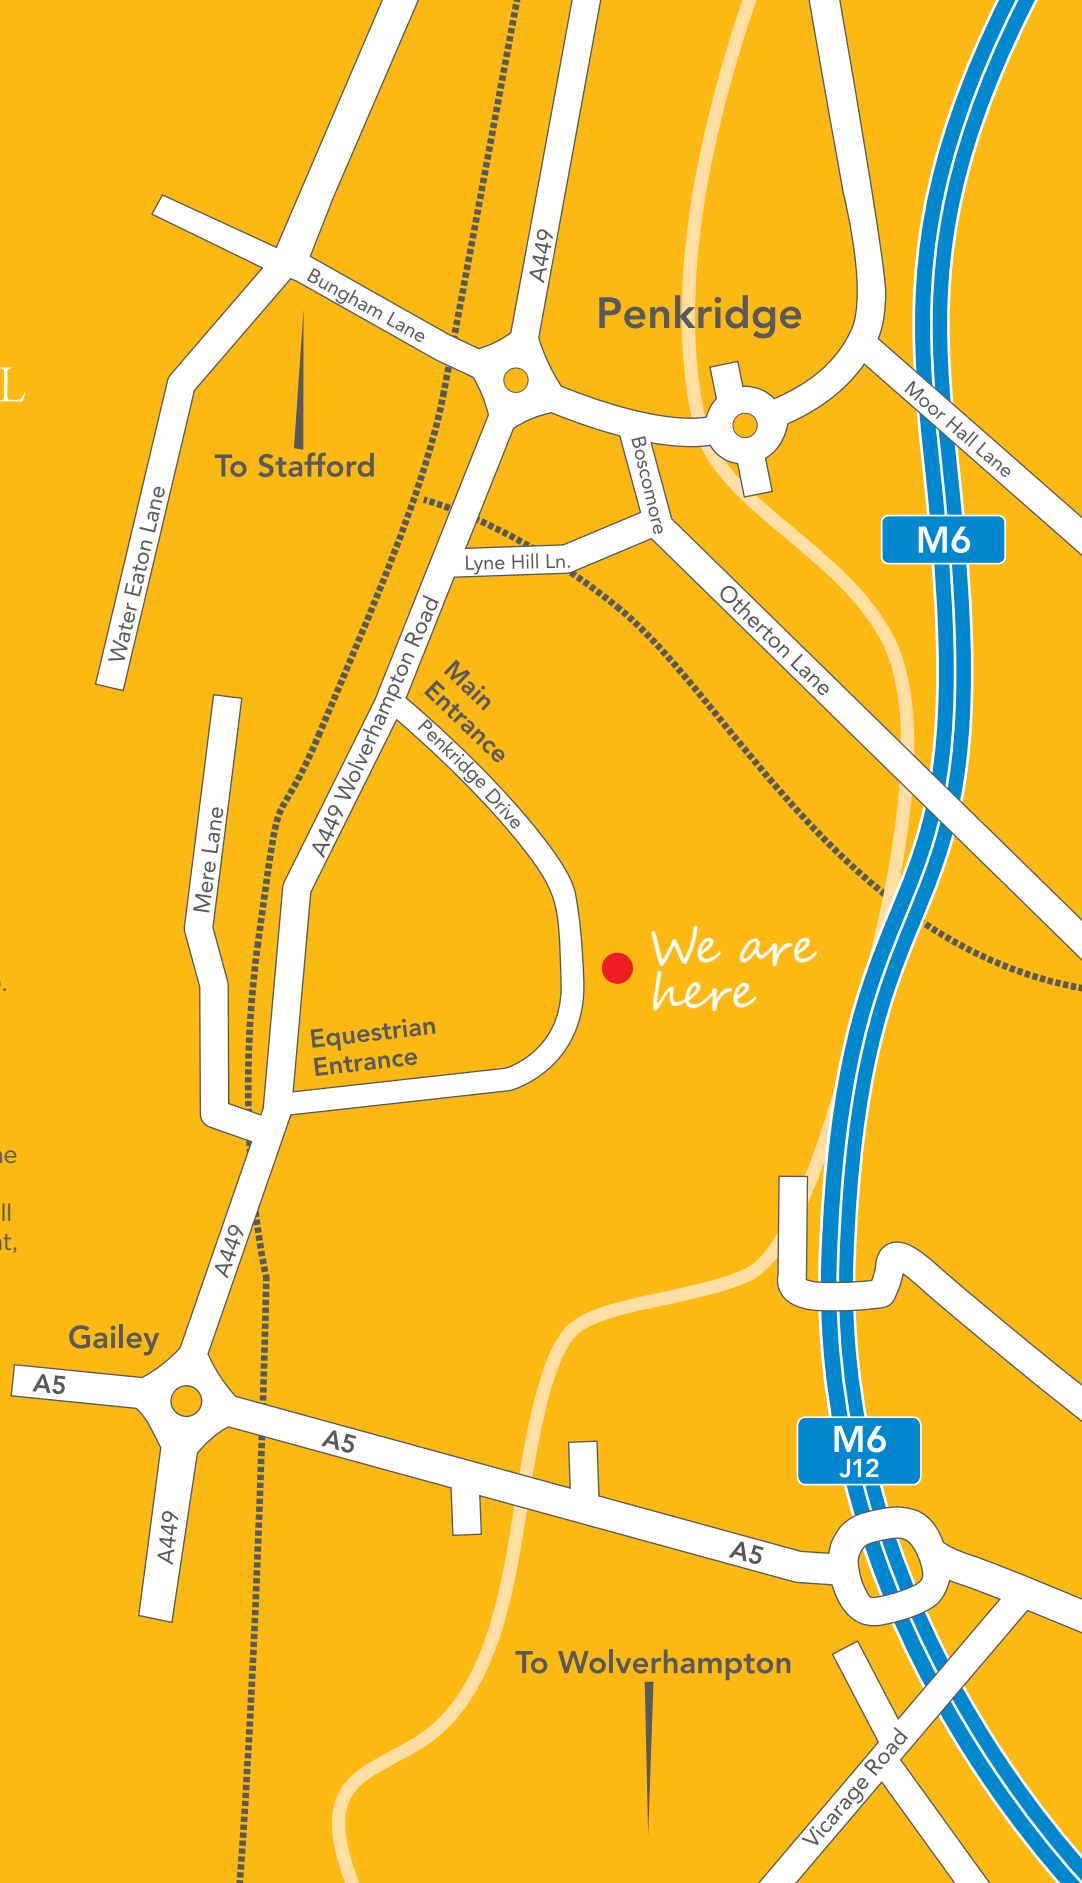 A449
Bungham Lane
Penkridge
L
To Stafford
Moor Hall Lane
Boscomore
M6
Lyne Hill Ln.
Water Eaton Lane
Otherton Lane
A449 Wolverhampton Road
Main
Entrance
Penkridge Drive
Mere Lane
We are
here
Equestrian
Entrance
ne
ll
t,
A449
Gailey
A5
A5
M6
J12
A449
A5
To Wolverhampton
Vicarage Road